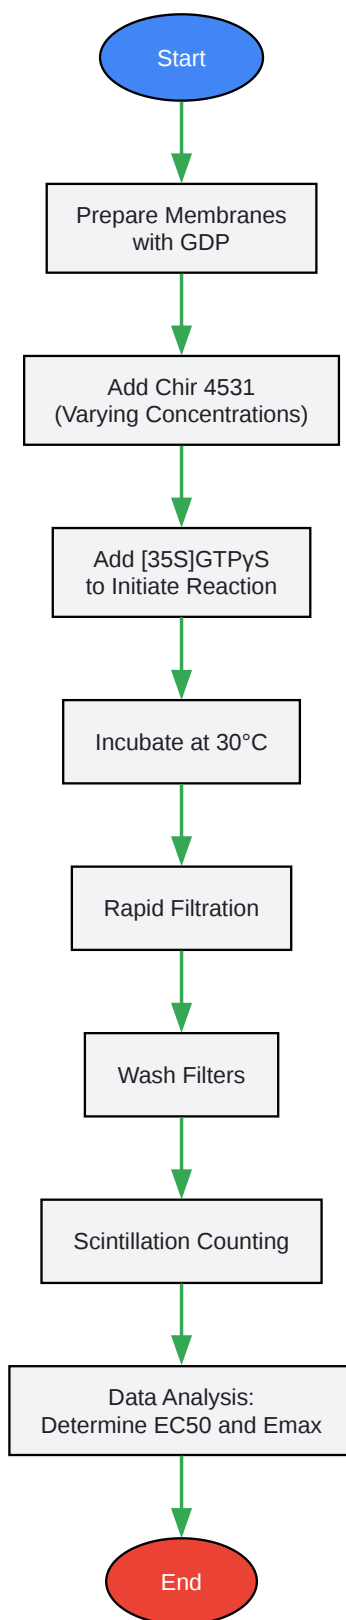 Start
Prepare Membranes
with GDP
Add Chir 4531
(Varying Concentrations)
Add [35S]GTPγS
to Initiate Reaction
Incubate at 30°C
Rapid Filtration
Wash Filters
Scintillation Counting
Data Analysis:
Determine EC50 and Emax
End